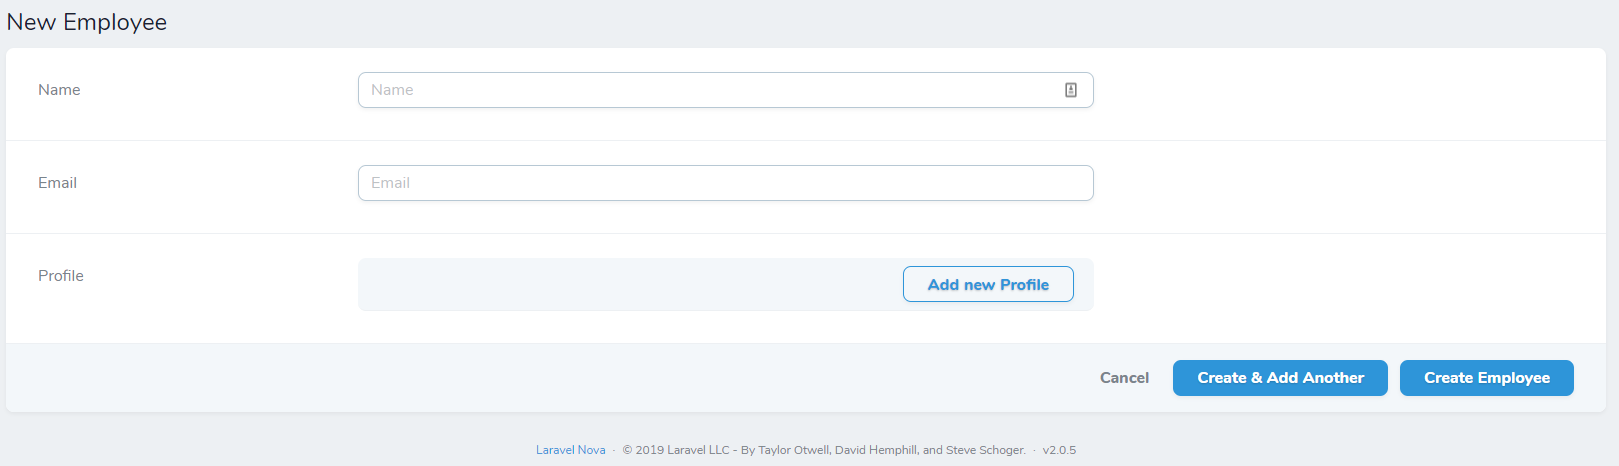 New Employee
Name
Name
Email
Email
Profile
Add new Profile
Cancel
Create & Add Another
Create Employee
Laravel Nova · © 2019 Laravel LLC - By Taylor Otwell, David Hemphill, and Steve Schoger. · v2.0.5